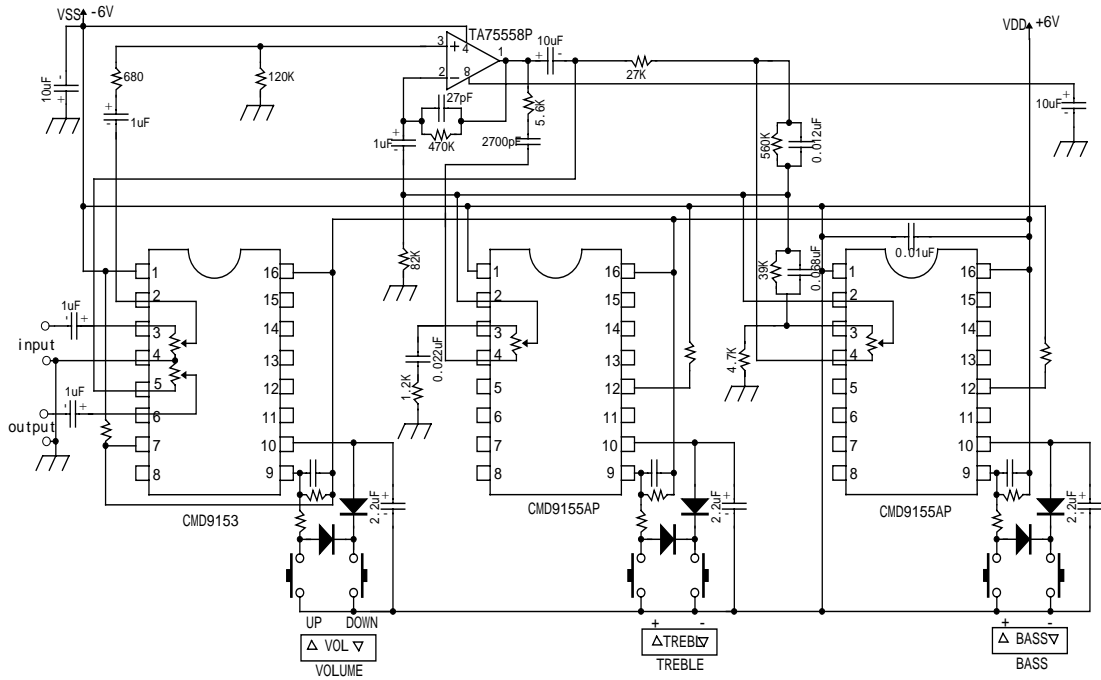 VSS -6V
TA75558P
VDD +6V
3 + 4 1 10uF + -
2 - 8
680
120K
27K
10uF - +
+ - 1uF
27pF
470K
5.6K
2700pF
1uF + -
560K
0.012uF
10uF + -
82K
39K
0.068uF
0.01uF
1 16
2 15
3 14
4 13
5 12
6 11
7 10
8 9
CMD9153
1uF - +
input
1uF - +
output
2.2uF + -
1 16
2 15
3 14
4 13
5 12
6 11
7 10
8 9
CMD9155AP
0.022uF
1.2K
2.2uF + -
1 16
2 15
3 14
4 13
5 12
6 11
7 10
8 9
CMD9155AP
4.7K
2.2uF + -
UP DOWN
△ VOL ▽
VOLUME
+ -
△TREBL▽
TREBLE
+ -
△ BASS▽
BASS